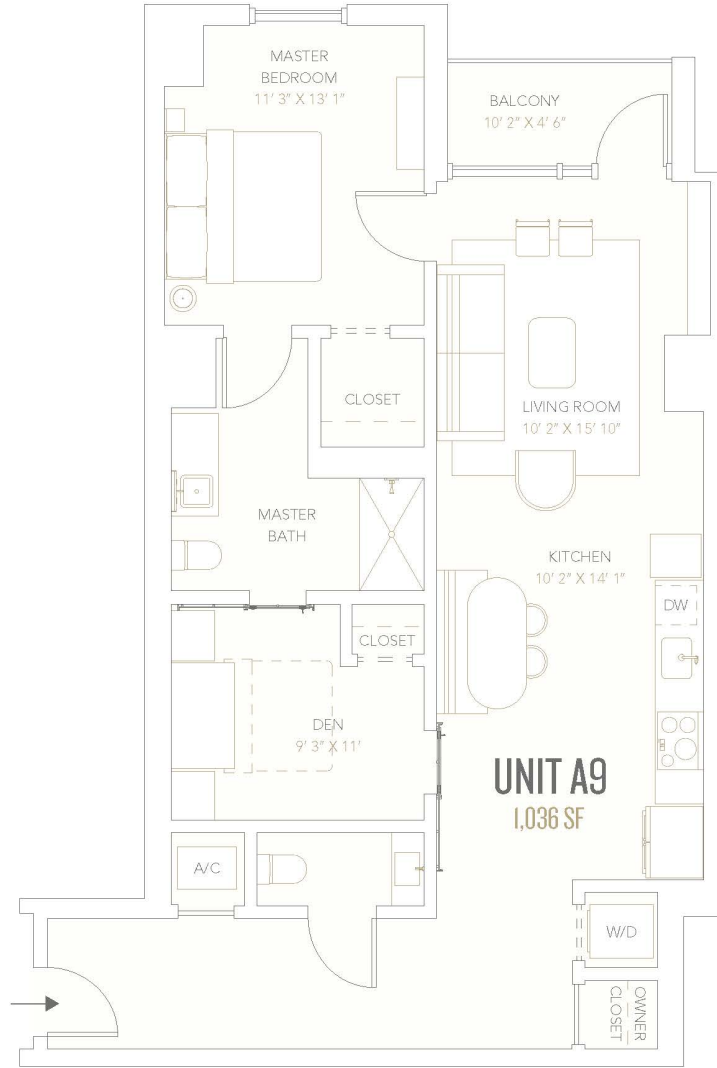 MASTER
BEDROOM
11' 3" X 13' 1"
BALCONY
10' 2" X 4' 6"
CLOSET
LIVING ROOM
10' 2" X 15' 10"
MASTER
BATH
KITCHEN
10' 2" X 14' 1"
DW
CLOSET
DEN
9' 3" X 11'
UNIT A9
1,036 SF
A/C
W/D
OWNER
CLOSET